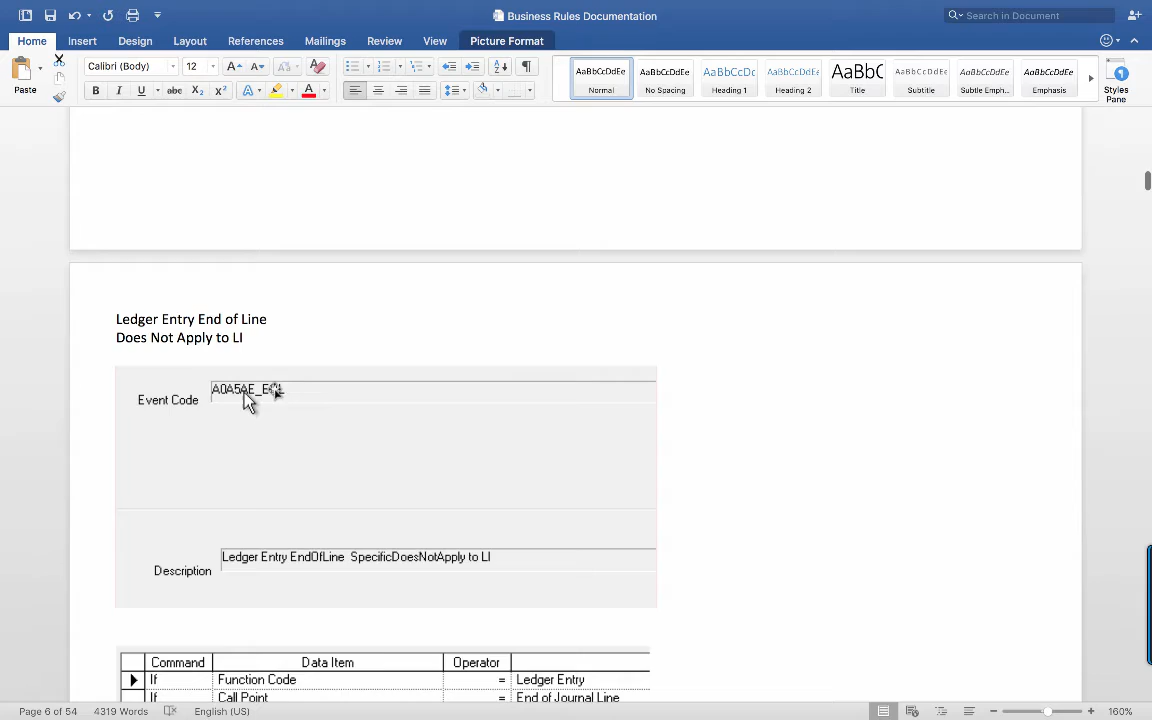 Business Rules Documentation
Search in Document
Home Insert Design Layout References Mailings Review View Picture Format
Paste
Calibri (Body) 12
AaBbCcDdEe AaBbCcDdEe AaBbCcDc AaBbCcDdEe AaBbC AaBbCcDdEe AaBbCcDdEe AaBbCcDdEe
Normal No Spacing Heading 1 Heading 2 Title Subtitle Subtle Emph... Emphasis
Styles
Pane
Ledger Entry End of Line
Does Not Apply to LI
Event Code
Ledger Entry EndOfLine SpecificDoesNotApply to LI
Description
Command Data Item Operator
If Function Code = Ledger Entry
If Call Point = End of Journal Line
Page 6 of 54 4319 Words English (US) 160%